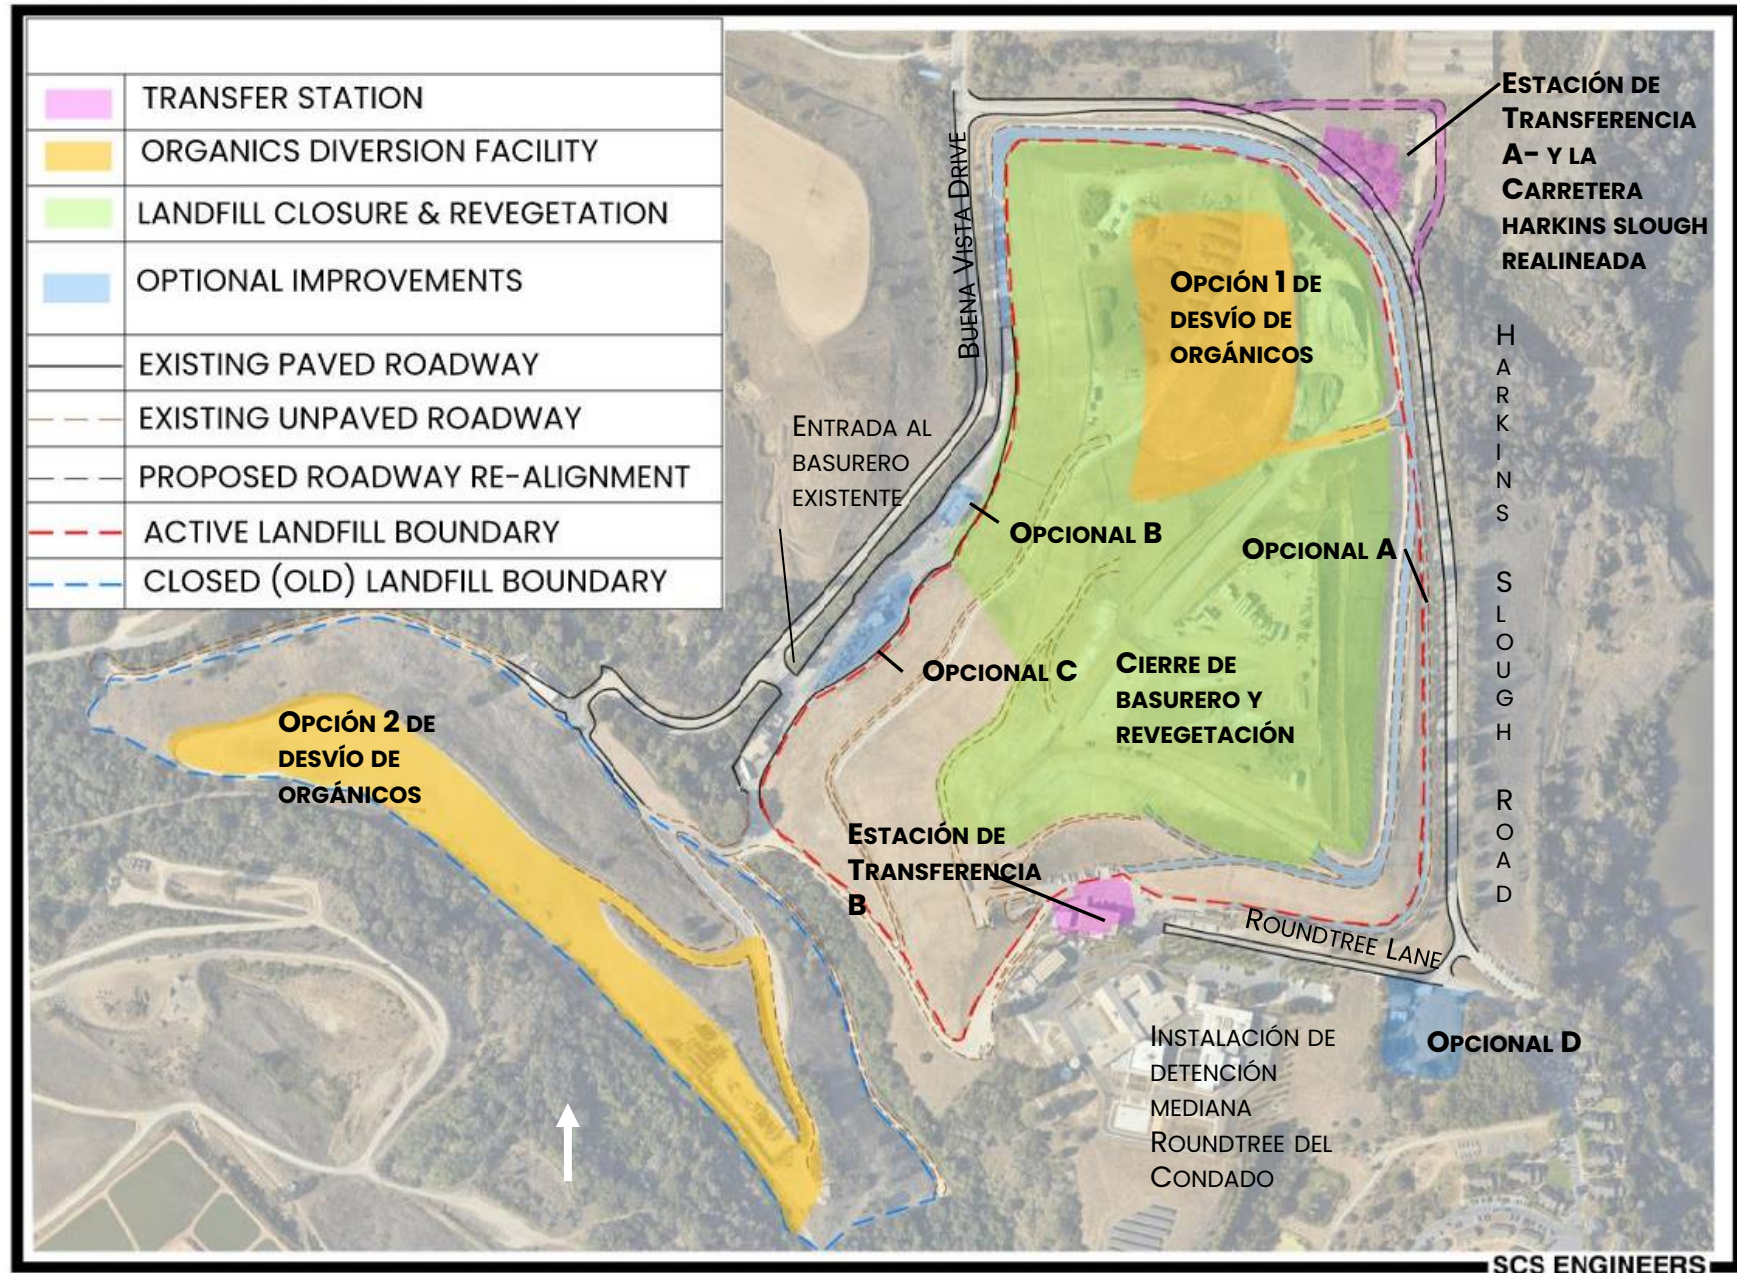 TRANSFER STATION
ORGANICS DIVERSION FACILITY
LANDFILL CLOSURE & REVEGETATION
OPTIONAL IMPROVEMENTS
EXISTING PAVED ROADWAY
EXISTING UNPAVED ROADWAY
PROPOSED ROADWAY RE-ALIGNMENT
ACTIVE LANDFILL BOUNDARY
CLOSED (OLD) LANDFILL BOUNDARY
BUENA VISTA DRIVE
ESTACIÓN DE
TRANSFERENCIA
A- Y LA
CARRETERA
HARKINS SLOUGH
REALINEADA
OPCIÓN 1 DE
DESVÍO DE
ORGÁNICOS
HARKINS SLOUGH ROAD
ENTRADA AL
BASURERO
EXISTENTE
OPCIONAL B
OPCIONAL A
OPCIONAL C
CIERRE DE
BASURERO Y
REVEGETACIÓN
OPCIÓN 2 DE
DESVÍO DE
ORGÁNICOS
ESTACIÓN DE
TRANSFERENCIA
B
ROUNDTREE LANE
INSTALACIÓN DE
DETENCIÓN
MEDIANA
ROUNDTREE DEL
CONDADO
OPCIONAL D
SCS ENGINEERS